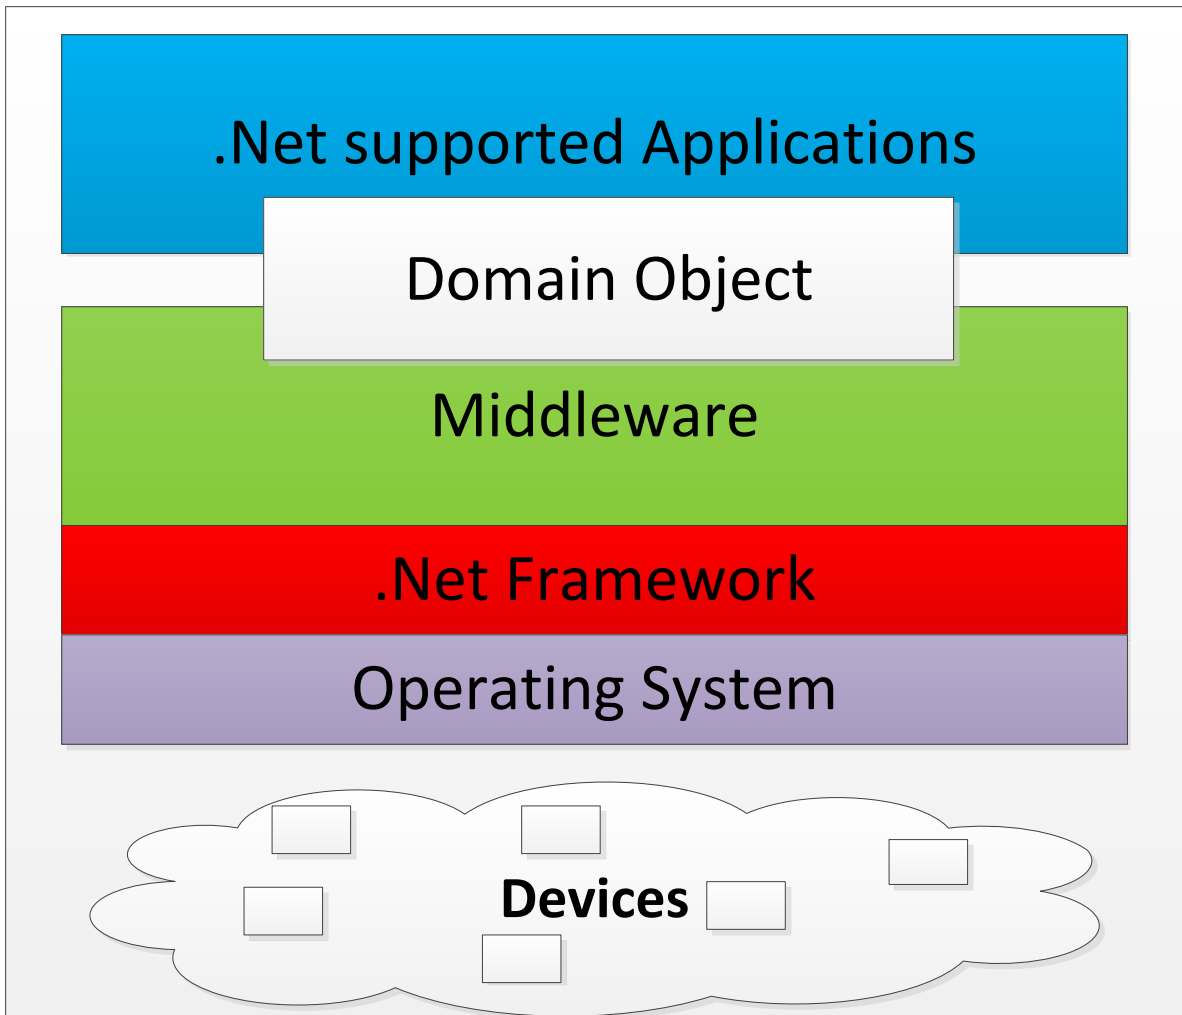 .Net supported Applications
Domain Object
Middleware
.Net Framework
Operating System
Devices